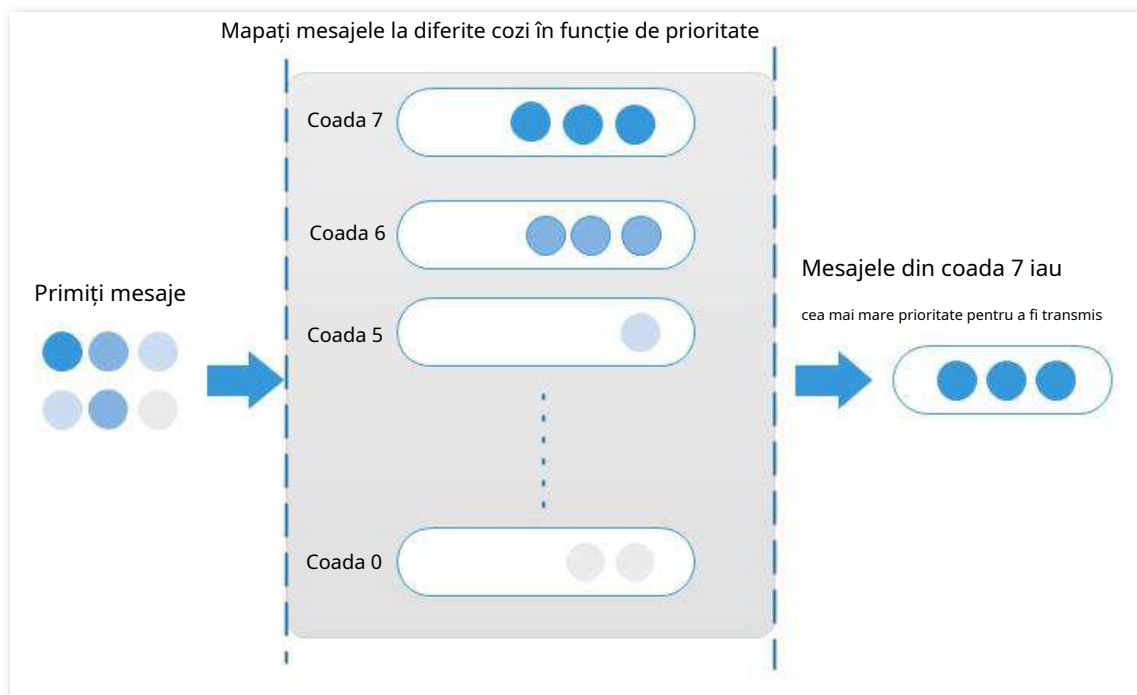 Mapați mesajele la diferite cozi în funcție de prioritate
Coada 7
Coada 6
Primiți mesaje
Coada 5
Coada 0
Mesajele din coada 7 iau
cea mai mare prioritate pentru a fi transmis